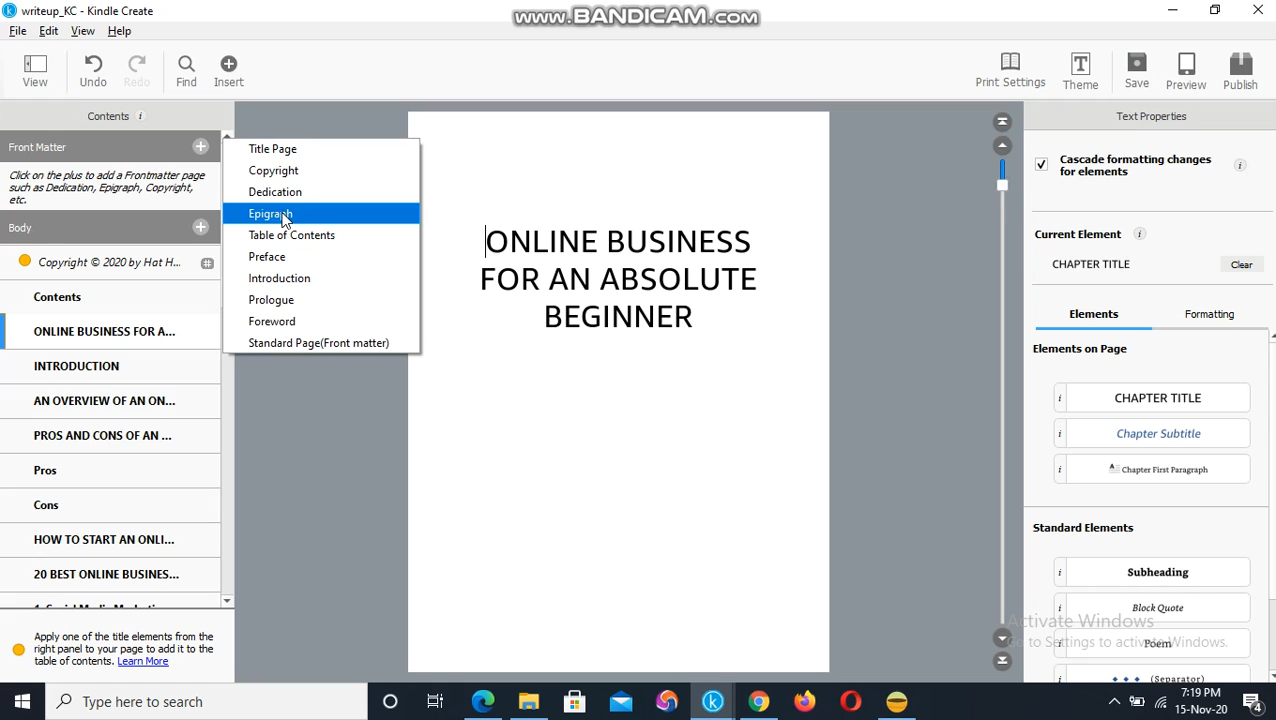 writeup_KC - Kindle Create
WWW.BANDICAM.COM
File Edit View Help
View Undo Redo Find Insert
Print Settings Theme Save Preview Publish
Contents
Front Matter
Click on the plus to add a Frontmatter page
such as Dedication, Epigraph, Copyright,
etc.
Body
Copyright © 2020 by Hat H...
Contents
ONLINE BUSINESS FOR A...
INTRODUCTION
AN OVERVIEW OF AN ON...
PROS AND CONS OF AN ...
Pros
Cons
HOW TO START AN ONLI...
20 BEST ONLINE BUSINES...
Apply one of the title elements from the
right panel to your page to add it to the
table of contents. Learn More
Title Page
Copyright
Dedication
Epigraph
Table of Contents
Preface
Introduction
Prologue
Foreword
Standard Page(Front matter)
ONLINE BUSINESS
FOR AN ABSOLUTE
BEGINNER
Text Properties
Cascade formatting changes
for elements
Current Element
CHAPTER TITLE Clear
Elements Formatting
Elements on Page
CHAPTER TITLE
Chapter Subtitle
Chapter First Paragraph
Standard Elements
Subheading
Block Quote
Poem
(Separator)
Activate Windows
Go to Settings to activate Windows.
Type here to search
7:19 PM
15-Nov-20
4